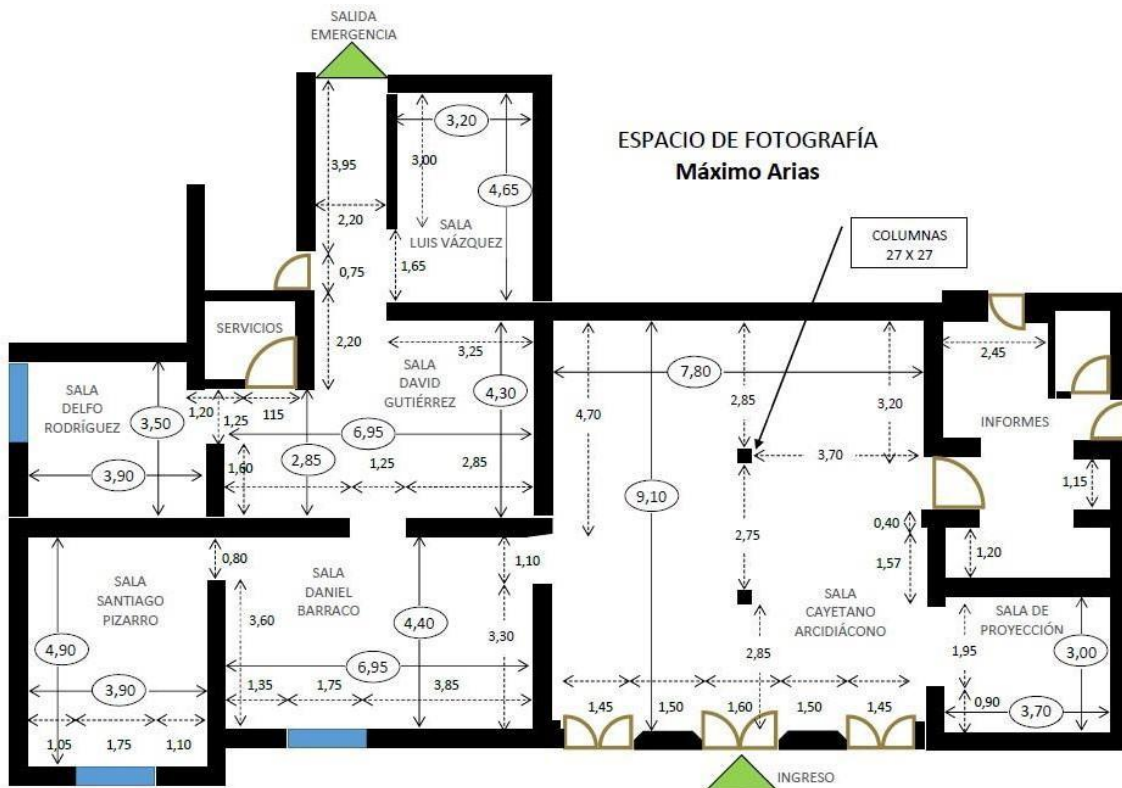 SALIDA
EMERGENCIA
3,20
ESPACIO DE FOTOGRAFÍA
Máximo Arias
3,95
3,00
4,65
2,20
SALA
LUIS VÁZQUEZ
COLUMNAS
27 X 27
0,75
1,65
SERVICIOS
2,20
3,25
2,45
SALA
DAVID
GUTIÉRREZ
4,30
7,80
SALA
DELFO
RODRÍGUEZ
3,50
1,20
1,25
115
4,70
2,85
3,20
INFORMES
6,95
3,90
1,60
2,85
1,25
2,85
3,70
9,10
1,15
0,40
2,75
1,57
1,20
0,80
1,10
SALA
SANTIAGO
PIZARRO
SALA
DANIEL
BARRACO
SALA
CAYETANO
ARCIDIÁCONO
SALA DE
PROYECCIÓN
3,60
4,40
3,30
4,90
2,85
1,95
3,00
3,90
6,95
1,35
1,75
3,85
1,45
1,50
1,60
1,50
1,45
0,90
3,70
1,05
1,75
1,10
INGRESO